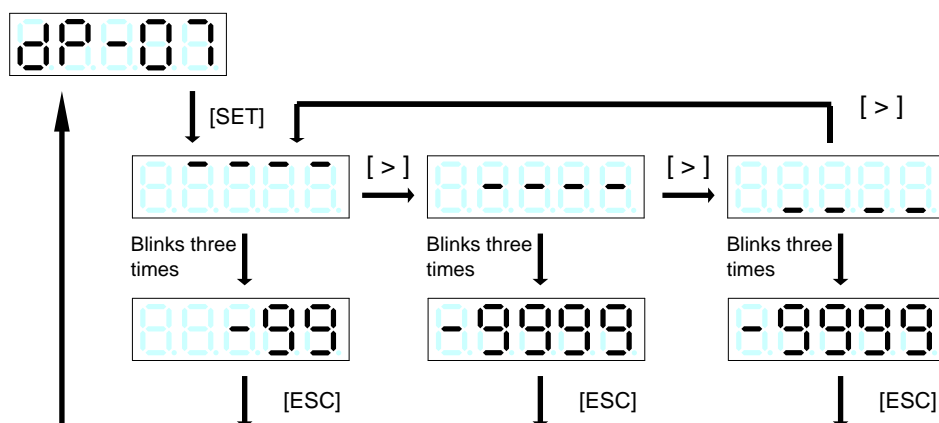 dP-07
[SET]
[ > ]
- - - -
[ > ]
- - - -
[ > ]
_ _ _ _
Blinks three
times
Blinks three
times
Blinks three
times
-99
-9999
-9999
[ESC]
[ESC]
[ESC]